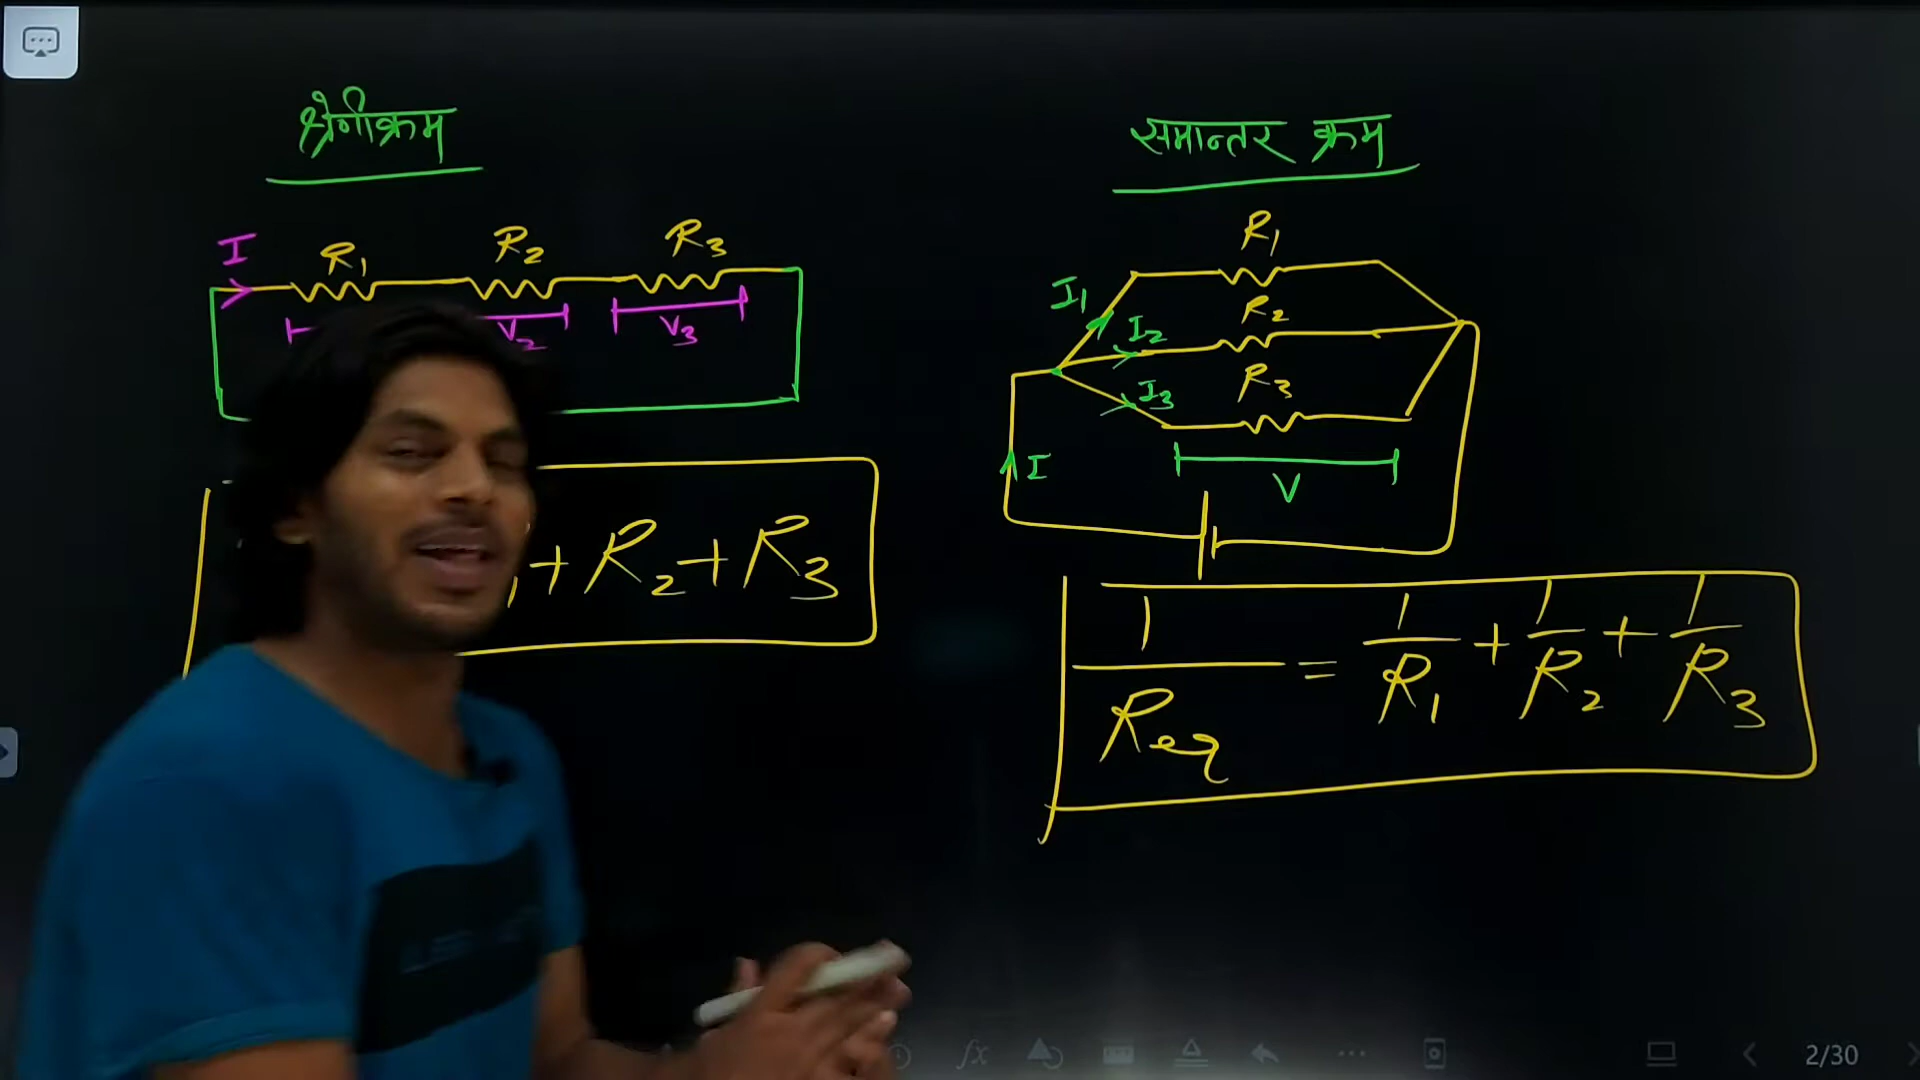 श्रेणीक्रम
I
R₁
R₂
R₃
V₂
V₃
+ R₂ + R₃
समान्तर क्रम
R₁
I₁
R₂
I₂
R₃
I₃
I
V
1/Req = 1/R₁ + 1/R₂ + 1/R₃
fx
2/30